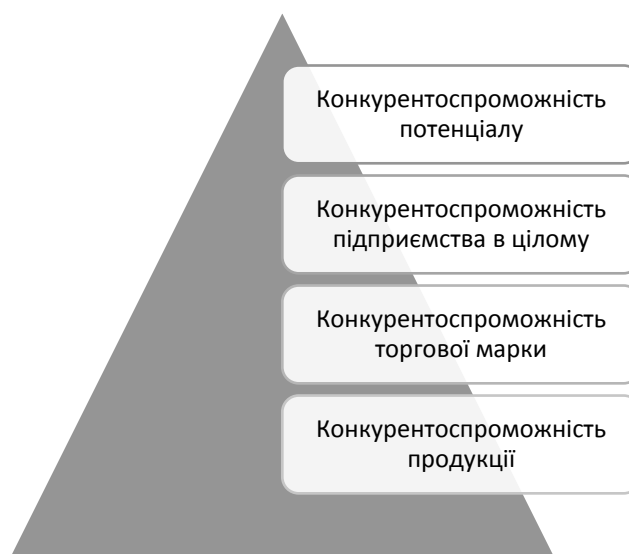 Конкурентоспроможність
потенціалу
Конкурентоспроможність
підприємства в цілому
Конкурентоспроможність
торгової марки
Конкурентоспроможність
продукції